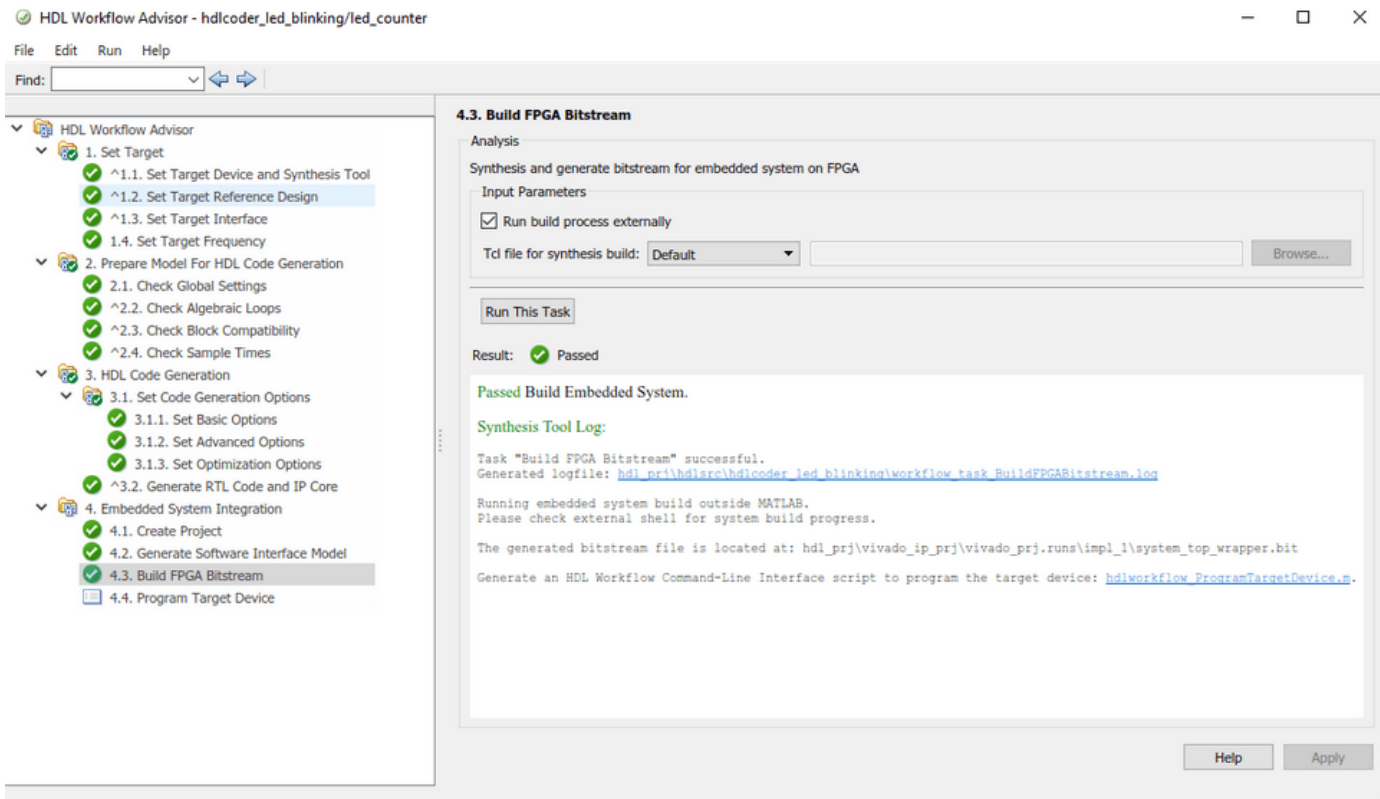 HDL Workflow Advisor - hdlcoder_led_blinking/led_counter
File Edit Run Help
Find:
HDL Workflow Advisor
1. Set Target
^1.1. Set Target Device and Synthesis Tool
^1.2. Set Target Reference Design
^1.3. Set Target Interface
1.4. Set Target Frequency
2. Prepare Model For HDL Code Generation
2.1. Check Global Settings
^2.2. Check Algebraic Loops
^2.3. Check Block Compatibility
^2.4. Check Sample Times
3. HDL Code Generation
3.1. Set Code Generation Options
3.1.1. Set Basic Options
3.1.2. Set Advanced Options
3.1.3. Set Optimization Options
^3.2. Generate RTL Code and IP Core
4. Embedded System Integration
4.1. Create Project
4.2. Generate Software Interface Model
4.3. Build FPGA Bitstream
4.4. Program Target Device
4.3. Build FPGA Bitstream
Analysis
Synthesis and generate bitstream for embedded system on FPGA
Input Parameters
Run build process externally
Tcl file for synthesis build: Default Browse...
Run This Task
Result: Passed
Passed Build Embedded System.
Synthesis Tool Log:
Task "Build FPGA Bitstream" successful.
Generated logfile: hdl_prj\hdlsrc\hdlcoder_led_blinking\workflow_task_BuildFPGABitstream.log
Running embedded system build outside MATLAB.
Please check external shell for system build progress.
The generated bitstream file is located at: hdl_prj\vivado_ip_prj\vivado_prj.runs\impl_1\system_top_wrapper.bit
Generate an HDL Workflow Command-Line Interface script to program the target device: hdlworkflow_ProgramTargetDevice.m.
Help Apply